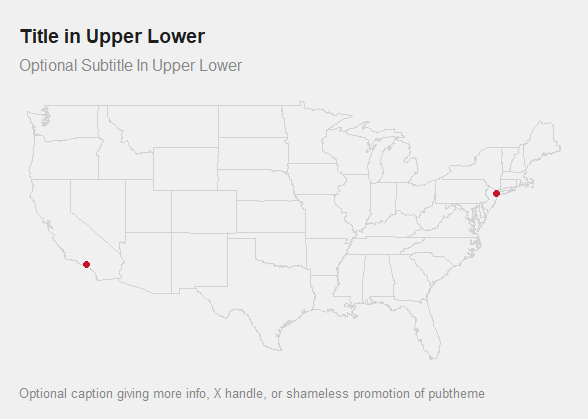 Title in Upper Lower
Optional Subtitle In Upper Lower
Optional caption giving more info, X handle, or shameless promotion of pubtheme